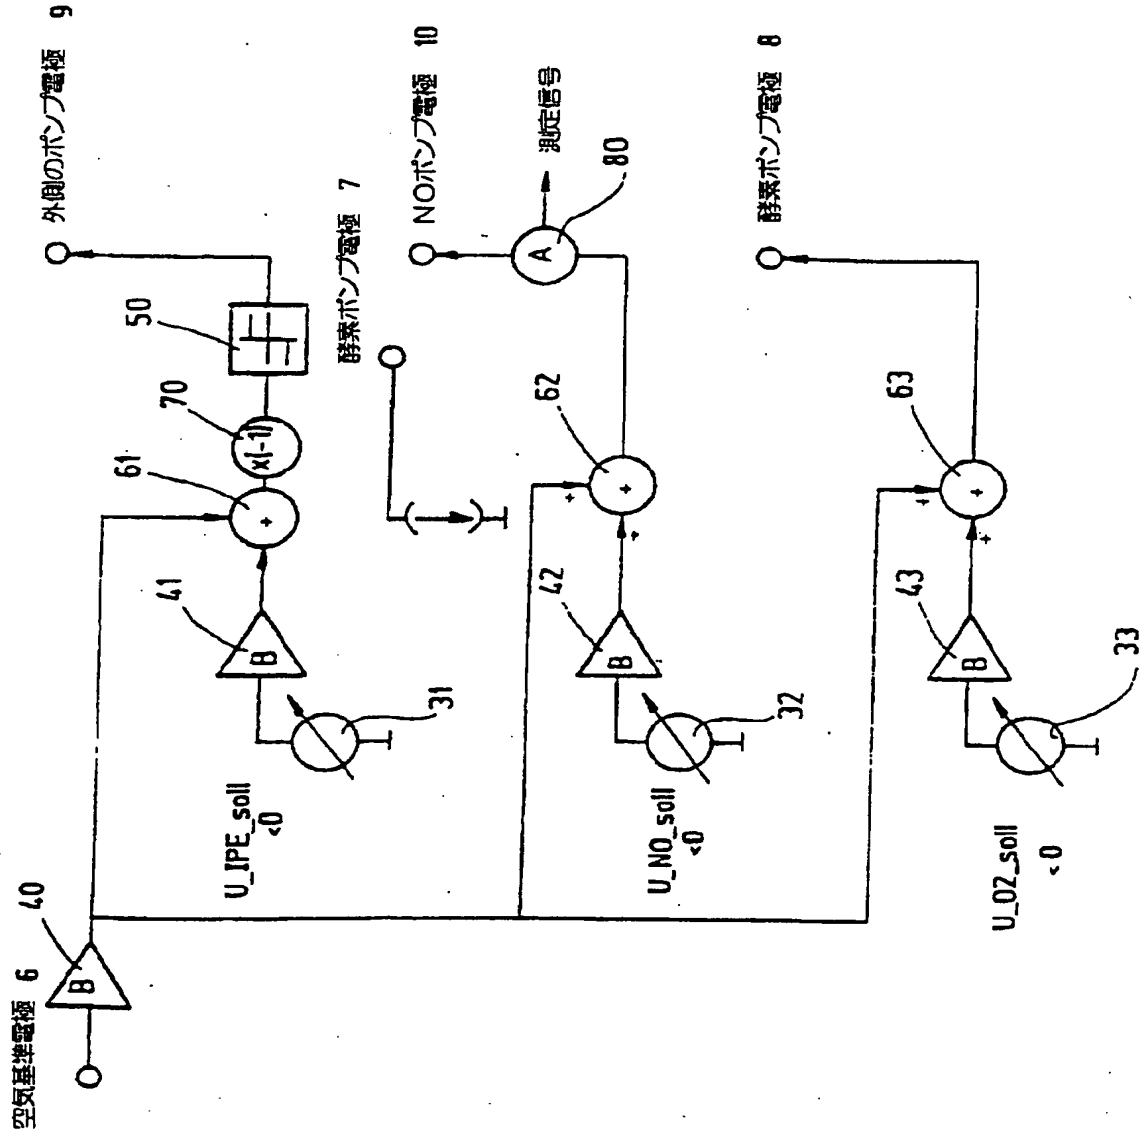 空気基準電極 6
40
B
U_IPE_soll
<0
31
41
B
61
+
70
x(-1)
50
外側のポンプ電極 9
酵素ポンプ電極 7
U_NO_soll
<0
32
42
B
62
+
+
+
80
A
測定信号
NOポンプ電極 10
U_O2_soll
<0
33
43
B
63
+
+
+
酵素ポンプ電極 8